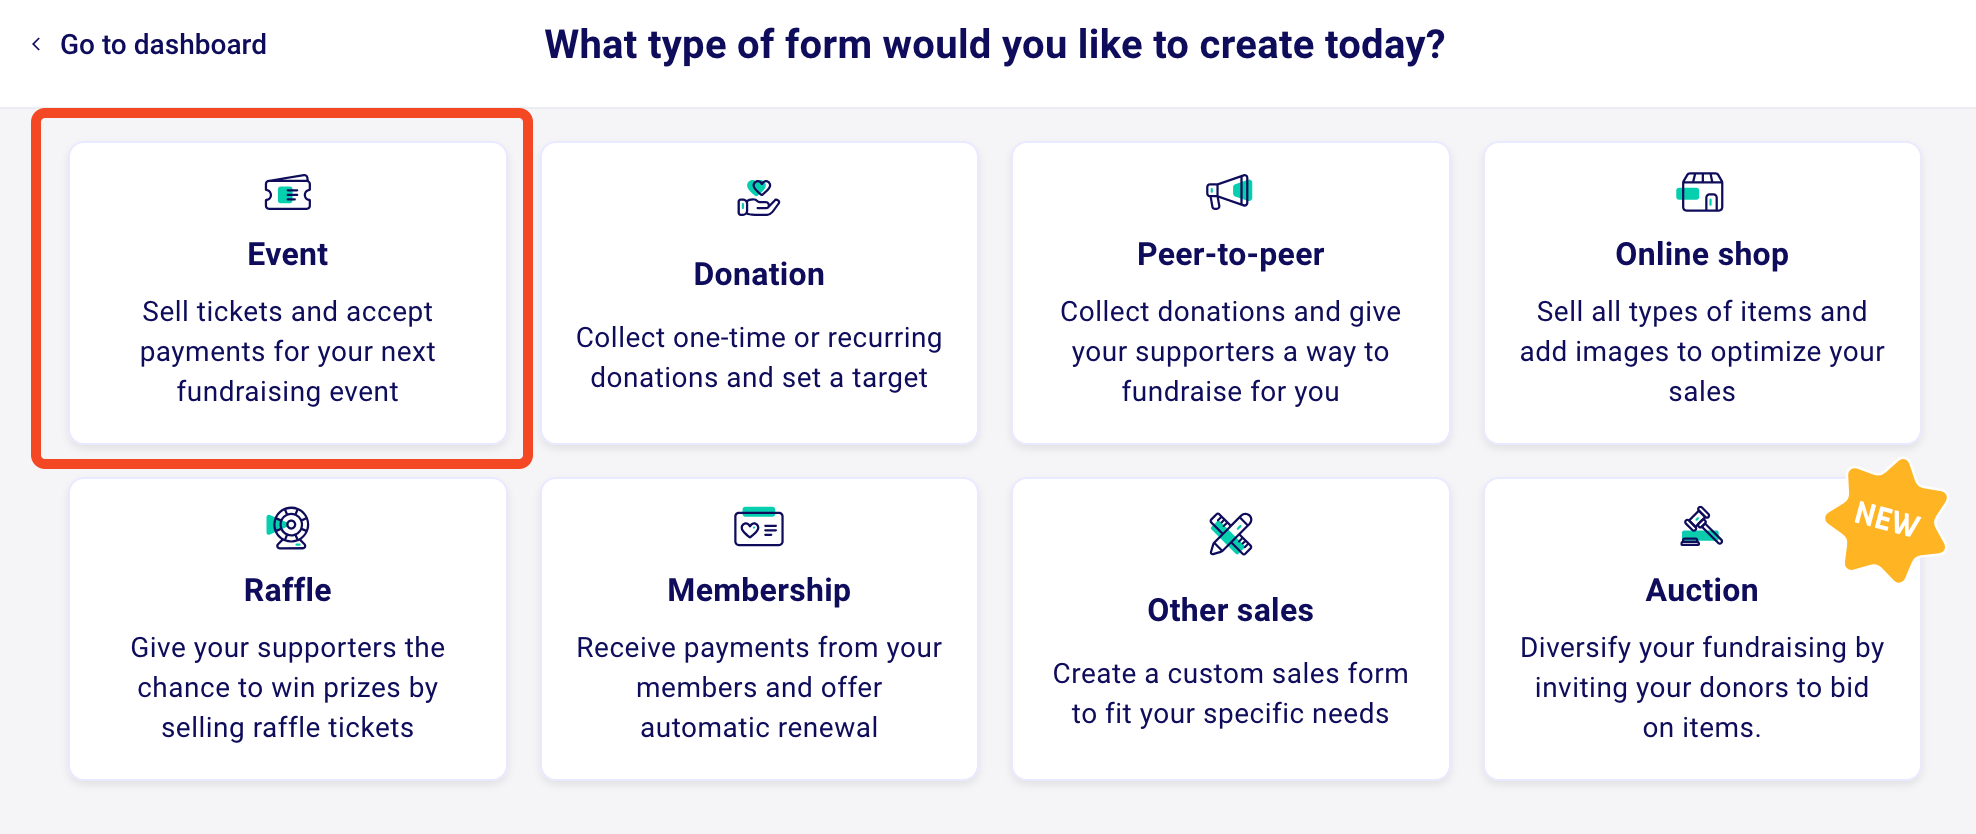 Go to dashboard
What type of form would you like to create today?
Event
Sell tickets and accept
payments for your next
fundraising event
Donation
Collect one-time or recurring
donations and set a target
Peer-to-peer
Collect donations and give
your supporters a way to
fundraise for you
Online shop
Sell all types of items and
add images to optimize your
sales
Raffle
Give your supporters the
chance to win prizes by
selling raffle tickets
Membership
Receive payments from your
members and offer
automatic renewal
Other sales
Create a custom sales form
to fit your specific needs
NEW
Auction
Diversify your fundraising by
inviting your donors to bid
on items.